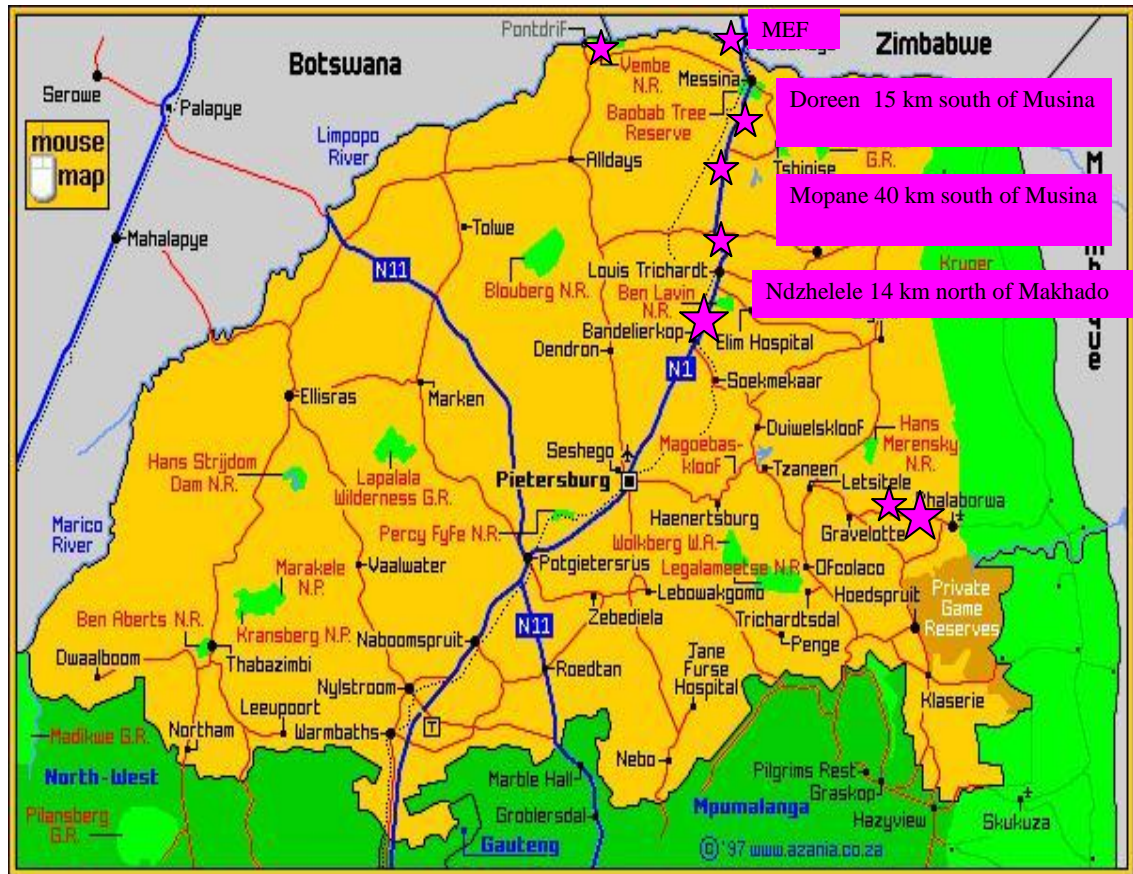 Pontdrif
MEF
Zimbabwe
Botswana
Vembe
N.R.
Messina
Serowe
Palapye
Doreen 15 km south of Musina
Baobab Tree
Reserve
mouse
map
Limpopo
River
Alldays
Tshipise
G.R.
Mopane 40 km south of Musina
Mahalapye
Tolwe
N11
Louis Trichardt
Kruger
Blouberg N.R.
Ben Lavin
N.R.
Ndzhelele 14 km north of Makhado
Bandelierkop
Elim Hospital
Dendron
N1
Soekmekaar
Ellisras
Marken
Duiwelskloof
Hans
Merensky
N.R.
Seshego
Magoebas-
kloof
Hans Strijdom
Dam N.R.
Lapalala
Wilderness G.R.
Pietersburg
Tzaneen
Letsitele
Phalaborwa
Haenertsburg
Gravelotte
Marico
River
Percy Fyfe N.R.
Wolkberg W.A.
Potgietersrus
Legalameetse N.R.
Ofcolaco
Vaalwater
Marakele
N.P.
Lebowakgomo
Hoedspruit
Private
Game
Reserves
Ben Aberts N.R.
Kransberg N.P.
Zebediela
Trichardtsdal
Naboomspruit
N11
Penge
Dwaalboom
Thabazimbi
Roedtan
Jane
Furse
Hospital
Nylstroom
Klaserie
Leeupoort
Northam
Warmbaths
T
Madikwe G.R.
North-West
Nebo
Marble Hall
Pilgrims Rest
Graskop
Pilansberg
G.R.
Groblersdal
Mpumalanga
Hazyview
Skukuza
Gauteng
© '97 www.azania.co.za